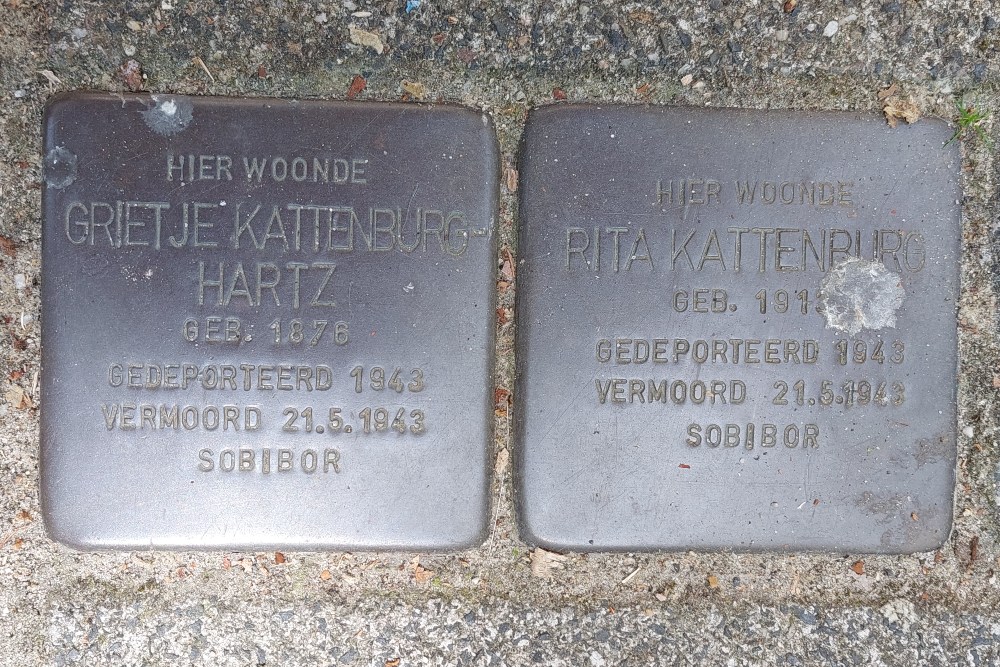 HIER WOONDE
GRIETJE KATTENBURG-
HARTZ
GEB. 1876
GEDEPORTEERD 1943
VERMOORD 21.5.1943
SOBIBOR
HIER WOONDE
RITA KATTENBURG
GEB.
GEDEPORTEERD 1943
VERMOORD 21.5.1943
SOBIBOR